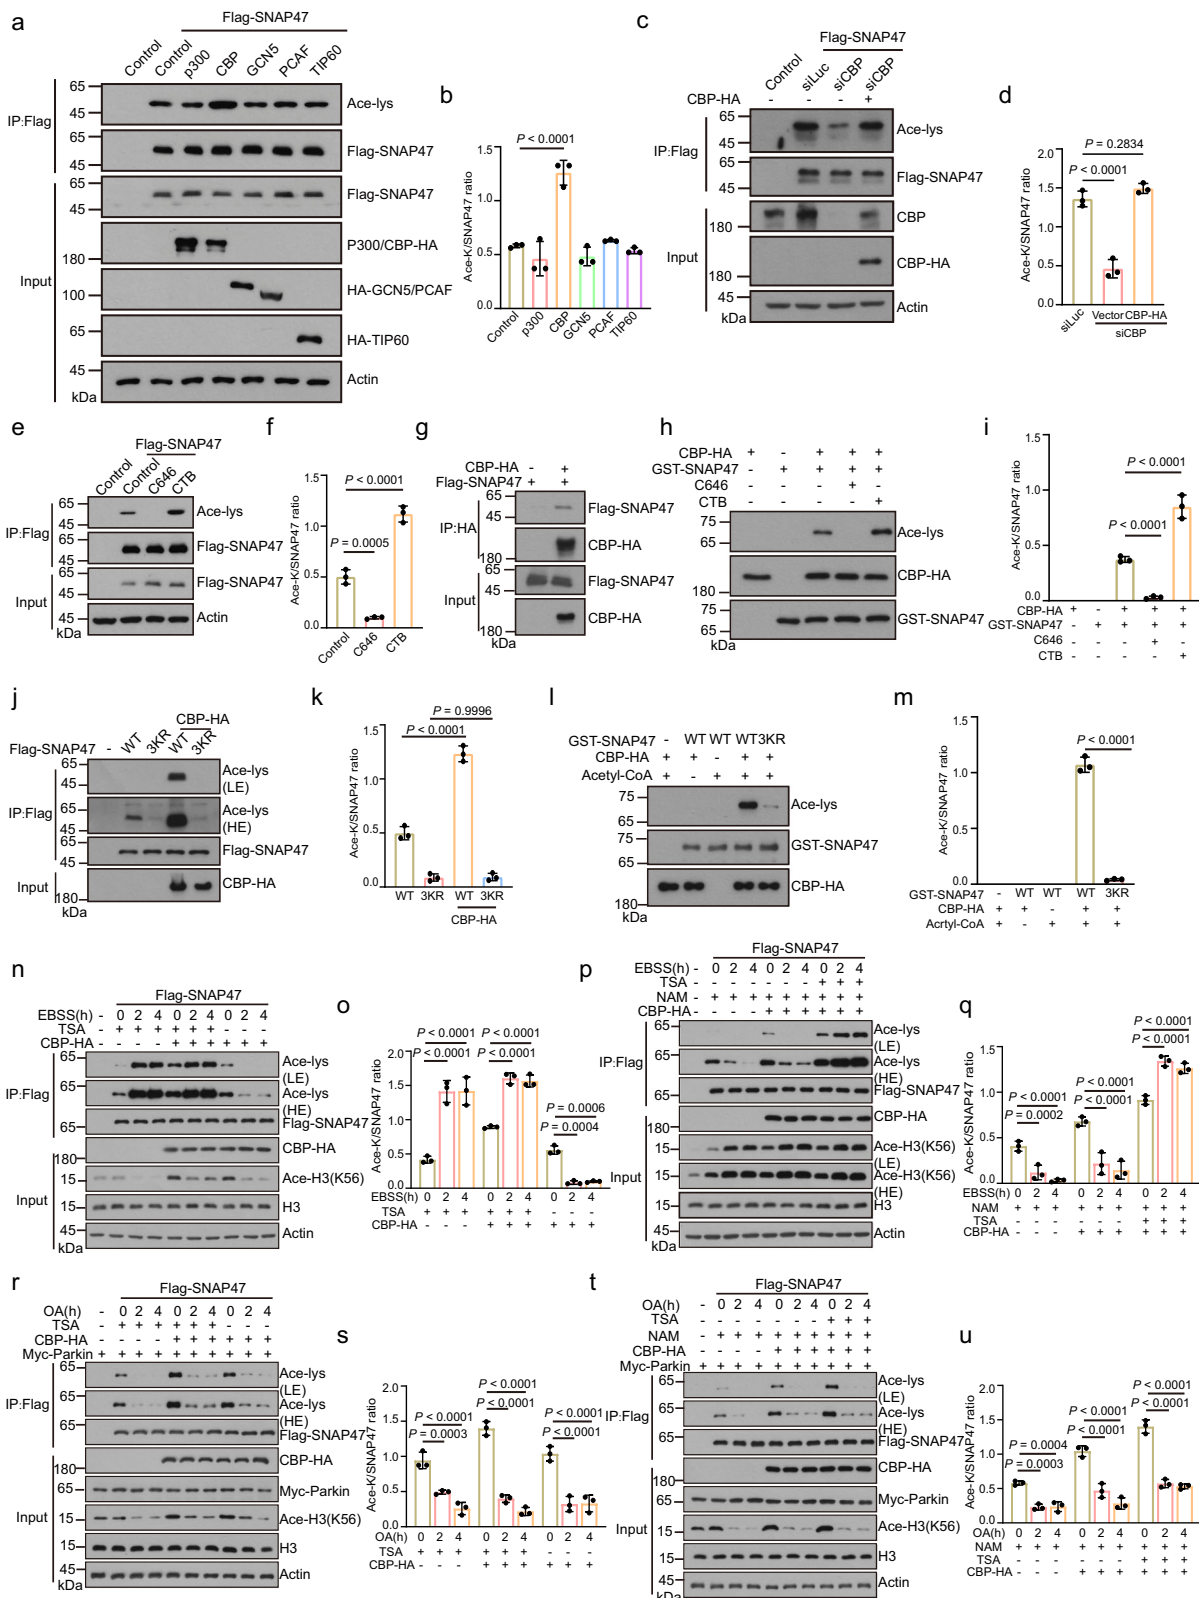 a
Flag-SNAP47
Control
Control
p300
CBP
GCN5
PCAF
TIP60
IP:Flag
65
45
Ace-lys
65
45
Flag-SNAP47
Input
65
45
Flag-SNAP47
180
P300/CBP-HA
100
HA-GCN5/PCAF
65
45
HA-TIP60
45
Actin
kDa
b
P < 0.0001
Ace-K/SNAP47 ratio
1.5
1.0
0.5
0.0
Control
p300
CBP
GCN5
PCAF
TIP60
c
Flag-SNAP47
Control
siLuc
siCBP
siCBP
CBP-HA - - - +
IP:Flag
65
45
Ace-lys
65
45
Flag-SNAP47
Input
180
CBP
180
CBP-HA
45
Actin
kDa
d
P = 0.2834
P < 0.0001
Ace-K/SNAP47 ratio
2.0
1.5
1.0
0.5
0.0
siLuc
Vector CBP-HA
siCBP
e
Flag-SNAP47
Control
Control
C646
CTB
IP:Flag
65
45
Ace-lys
65
45
Flag-SNAP47
Input
65
45
Flag-SNAP47
45
Actin
kDa
f
P < 0.0001
P = 0.0005
Ace-K/SNAP47 ratio
1.5
1.0
0.5
0.0
Control
C646
CTB
g
CBP-HA - +
Flag-SNAP47 + +
IP:HA
65
45
Flag-SNAP47
180
CBP-HA
Input
65
45
Flag-SNAP47
180
CBP-HA
kDa
h
CBP-HA + - + + +
GST-SNAP47 - + + + +
C646 - - - + -
CTB - - - - +
75
65
Ace-lys
180
CBP-HA
75
65
GST-SNAP47
kDa
i
P < 0.0001
P < 0.0001
Ace-K/SNAP47 ratio
1.5
1.0
0.5
0.0
CBP-HA + - + + +
GST-SNAP47 - + + + +
C646 - - - + -
CTB - - - - +
j
CBP-HA
Flag-SNAP47 - WT 3KR WT 3KR
IP:Flag
65
45
Ace-lys
(LE)
65
45
Ace-lys
(HE)
65
45
Flag-SNAP47
Input
180
CBP-HA
kDa
k
P = 0.9996
P < 0.0001
Ace-K/SNAP47 ratio
1.5
1.0
0.5
0.0
WT 3KR WT 3KR
CBP-HA
l
GST-SNAP47 - WT WT WT 3KR
CBP-HA + + - + +
Acetyl-CoA + - + + +
75
65
Ace-lys
75
65
GST-SNAP47
180
CBP-HA
kDa
m
P < 0.0001
Ace-K/SNAP47 ratio
1.5
1.0
0.5
0.0
GST-SNAP47 - WT WT WT 3KR
CBP-HA + + - + +
Acrtyl-CoA + - + + +
n
Flag-SNAP47
EBSS(h) - 0 2 4 0 2 4 0 2 4
TSA - + + + + + + - - -
CBP-HA - - - - + + + + + +
IP:Flag
65
45
Ace-lys
(LE)
65
45
Ace-lys
(HE)
65
45
Flag-SNAP47
Input
180
CBP-HA
15
Ace-H3(K56)
15
H3
45
Actin
kDa
o
P < 0.0001
P < 0.0001
P < 0.0001
P < 0.0001
P = 0.0006
P = 0.0004
Ace-K/SNAP47 ratio
2.0
1.5
1.0
0.5
0.0
EBSS(h) 0 2 4 0 2 4 0 2 4
TSA + + + + + + - - -
CBP-HA - - - + + + + + +
p
Flag-SNAP47
EBSS(h) - 0 2 4 0 2 4 0 2 4
TSA - - - - - - - + + +
NAM - + + + + + + + + +
CBP-HA - - - - + + + + + +
IP:Flag
65
Ace-lys
(LE)
65
Ace-lys
(HE)
65
Flag-SNAP47
Input
180
CBP-HA
15
Ace-H3(K56)
(LE)
15
Ace-H3(K56)
(HE)
15
H3
45
Actin
kDa
q
P < 0.0001
P < 0.0001
P < 0.0001
P < 0.0001
P < 0.0001
P = 0.0002
Ace-K/SNAP47 ratio
1.5
1.0
0.5
0.0
EBSS(h) 0 2 4 0 2 4 0 2 4
NAM + + + + + + + + +
TSA - - - - - - + + +
CBP-HA - - - + + + + + +
r
Flag-SNAP47
OA(h) - 0 2 4 0 2 4 0 2 4
TSA - + + + + + + - - -
CBP-HA - - - - + + + + + +
Myc-Parkin + + + + + + + + + +
IP:Flag
65
Ace-lys
(LE)
65
Ace-lys
(HE)
65
Flag-SNAP47
Input
180
CBP-HA
65
Myc-Parkin
15
Ace-H3(K56)
15
H3
45
Actin
kDa
s
P < 0.0001
P < 0.0001
P < 0.0001
P < 0.0001
P < 0.0001
P = 0.0003
Ace-K/SNAP47 ratio
2.0
1.5
1.0
0.5
0.0
OA(h) 0 2 4 0 2 4 0 2 4
TSA + + + + + + - - -
CBP-HA - - - + + + + + +
t
Flag-SNAP47
OA(h) - 0 2 4 0 2 4 0 2 4
TSA - - - - - - - + + +
NAM - + + + + + + + + +
CBP-HA - - - - + + + + + +
Myc-Parkin + + + + + + + + + +
IP:Flag
65
Ace-lys
(LE)
65
Ace-lys
(HE)
65
Flag-SNAP47
Input
180
CBP-HA
65
Myc-Parkin
15
Ace-H3(K56)
15
H3
45
Actin
kDa
u
P < 0.0001
P < 0.0001
P < 0.0001
P < 0.0001
P = 0.0004
P = 0.0003
Ace-K/SNAP47 ratio
2.0
1.5
1.0
0.5
0.0
OA(h) 0 2 4 0 2 4 0 2 4
NAM + + + + + + + + +
TSA - - - - - - + + +
CBP-HA - - - + + + + + +